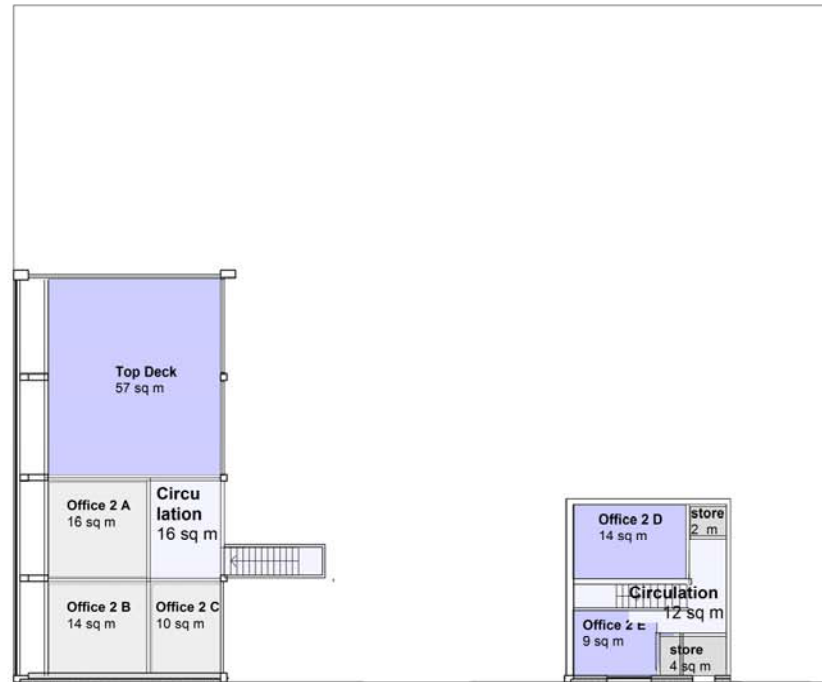 Top Deck
57 sq m
Office 2 A
16 sq m
Circu
lation
16 sq m
Office 2 B
14 sq m
Office 2 C
10 sq m
Office 2 D
14 sq m
store
2 m
Circulation
12 sq m
Office 2 E
9 sq m
store
4 sq m